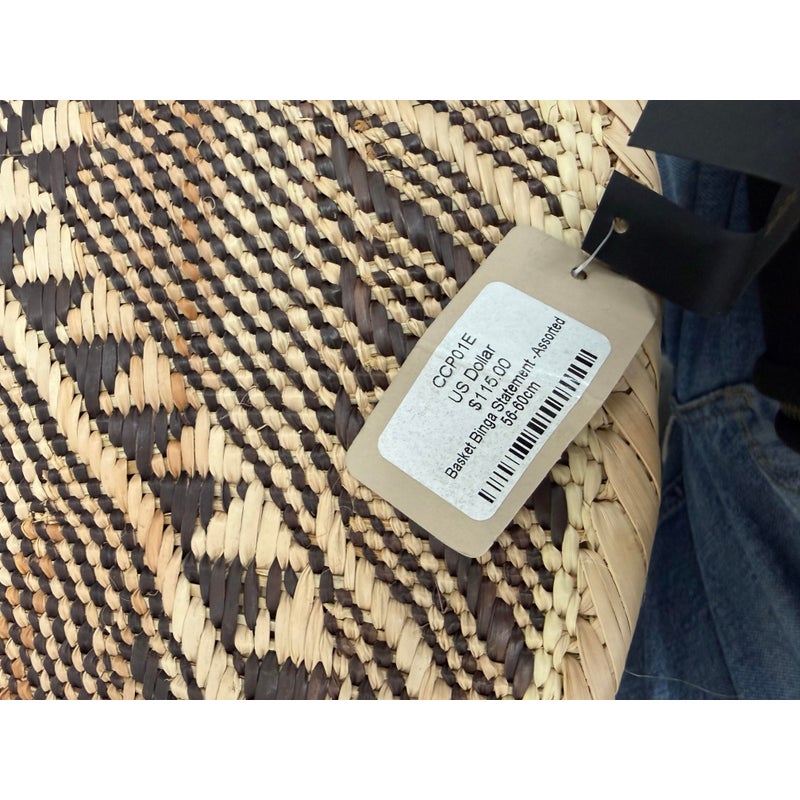 CCP01E
US Dollar
$115.00
Basket Binga Statement -Assorted
56-60cm